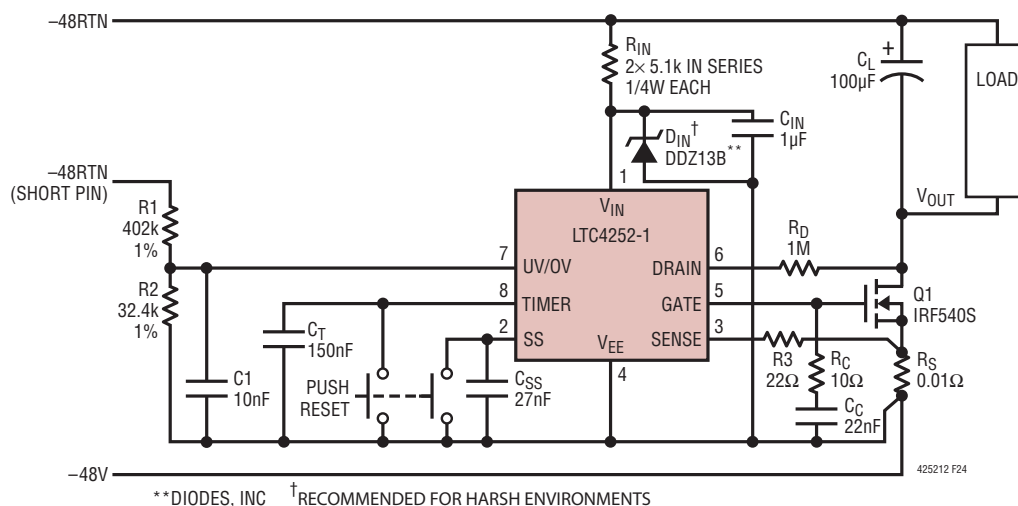 −48RTN
RIN
2× 5.1k IN SERIES
1/4W EACH
CL
100µF
+
LOAD
DIN†
DDZ13B**
CIN
1µF
−48RTN
(SHORT PIN)
R1
402k
1%
R2
32.4k
1%
C1
10nF
CT
150nF
PUSH
RESET
CSS
27nF
1
VIN
LTC4252-1
7
UV/OV
8
TIMER
2
SS
VEE
4
DRAIN
6
GATE
5
SENSE
3
RD
1M
VOUT
Q1
IRF540S
R3
22Ω
RC
10Ω
CC
22nF
RS
0.01Ω
−48V
425212 F24
**DIODES, INC †RECOMMENDED FOR HARSH ENVIRONMENTS